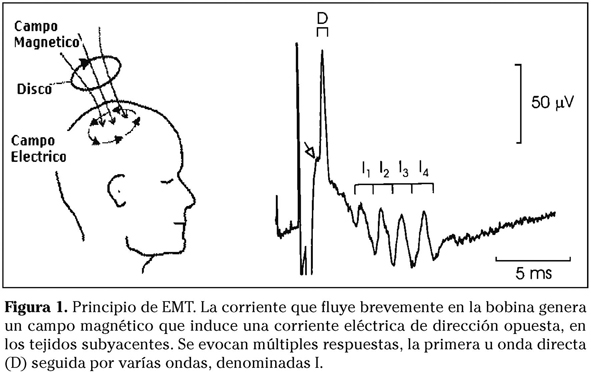 Campo
Magnetico
Disco
Campo
Electrico
D
50 µV
I1 I2 I3 I4
5 ms
Figura 1. Principio de EMT. La corriente que fluye brevemente en la bobina genera
un campo magnético que induce una corriente eléctrica de dirección opuesta, en
los tejidos subyacentes. Se evocan múltiples respuestas, la primera u onda directa
(D) seguida por varías ondas, denominadas I.